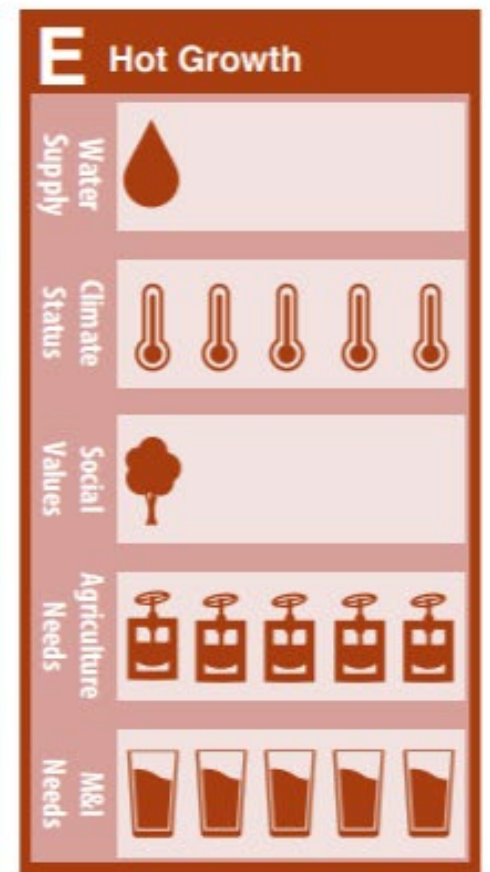 E Hot Growth
Water
Supply
Climate
Status
Social
Values
Agriculture
Needs
M&I
Needs